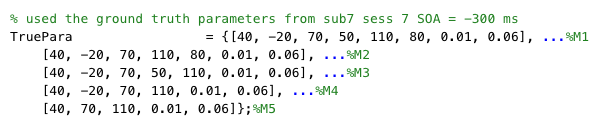 % used the ground truth parameters from sub7 sess 7 SOA = -300 ms
TruePara = {[40, -20, 70, 50, 110, 80, 0.01, 0.06], ...%M1
[40, -20, 70, 110, 80, 0.01, 0.06], ...%M2
[40, -20, 70, 50, 110, 0.01, 0.06], ...%M3
[40, -20, 70, 110, 0.01, 0.06], ...%M4
[40, 70, 110, 0.01, 0.06]};%M5